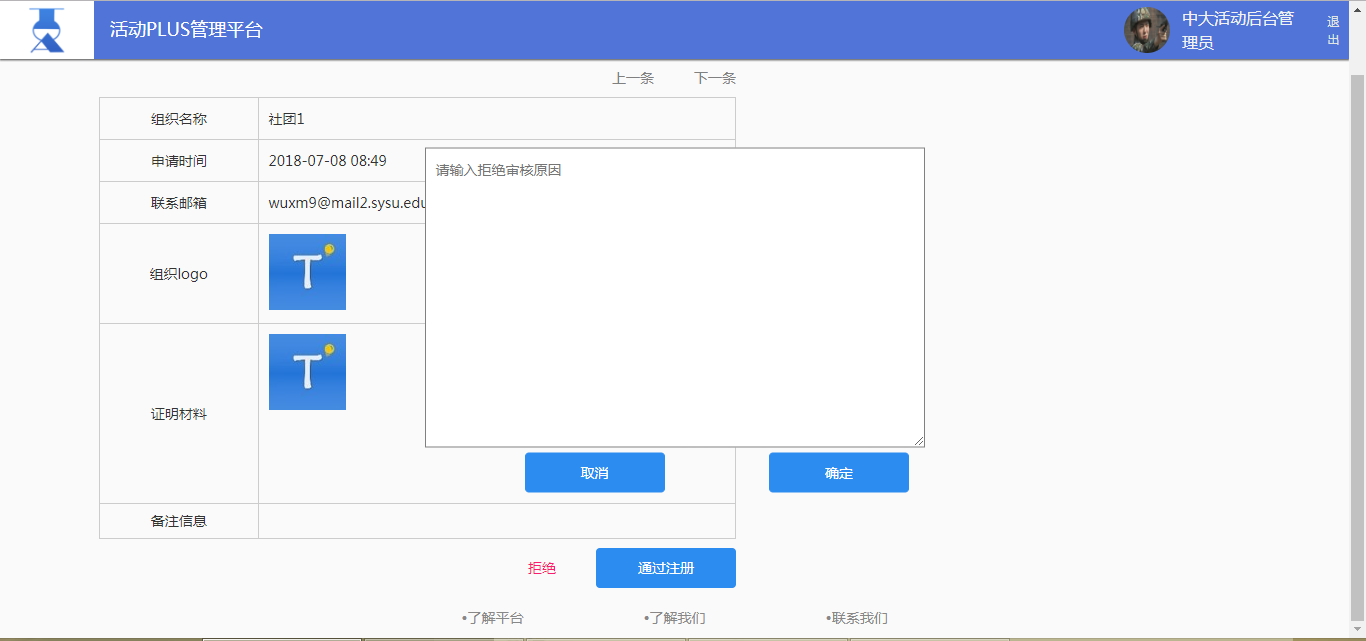 活动PLUS管理平台
中大活动后台管
理员
退
出
上一条 下一条
组织名称 社团1
申请时间 2018-07-08 08:49
请输入拒绝审核原因
联系邮箱 wuxm9@mail2.sysu.edu
组织logo T
证明材料 T
取消 确定
备注信息
拒绝 通过注册
•了解平台 •了解我们 •联系我们